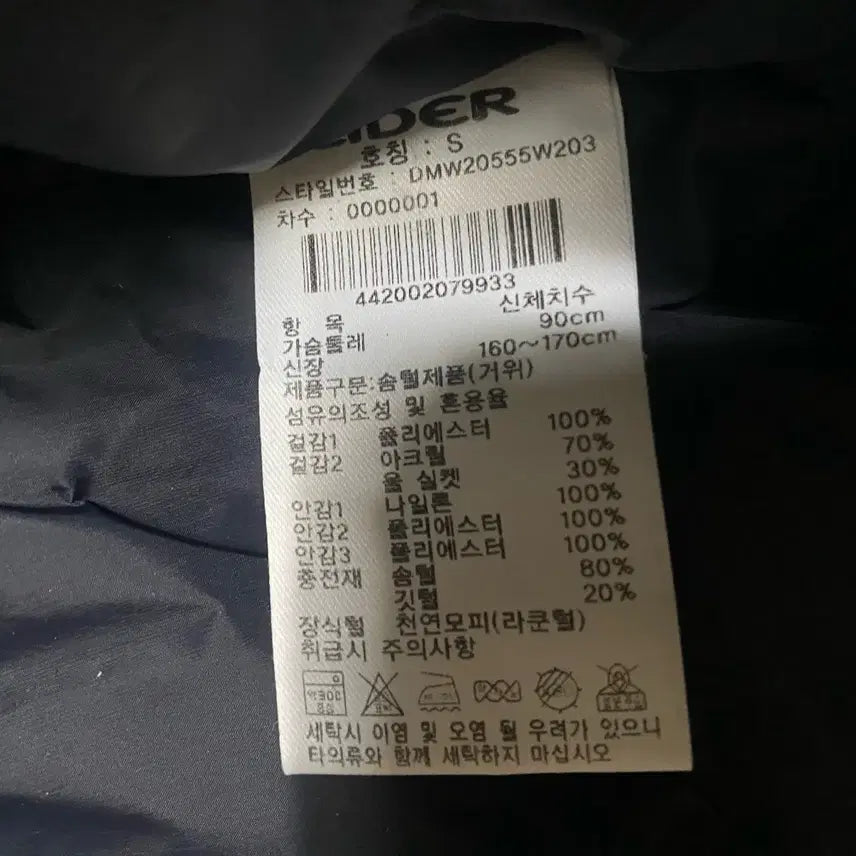 EIDER
호칭 : S
스타일번호 : DMW20555W203
차수 : 0000001
442002079933
항 목 신체치수
가슴둘레 90cm
신장 160~170cm
제품구분:솜털제품(거위)
섬유의조성 및 혼용율
겉감1 폴리에스터 100%
겉감2 아크릴 70%
울 실켓 30%
안감1 나일론 100%
안감2 폴리에스터 100%
안감3 폴리에스터 100%
충전재 솜털 80%
깃털 20%
장식털 천연모피(라쿤털)
취급시 주의사항
약30℃
중성
세탁시 이염 및 오염 될 우려가 있으니
타의류와 함께 세탁하지 마십시오